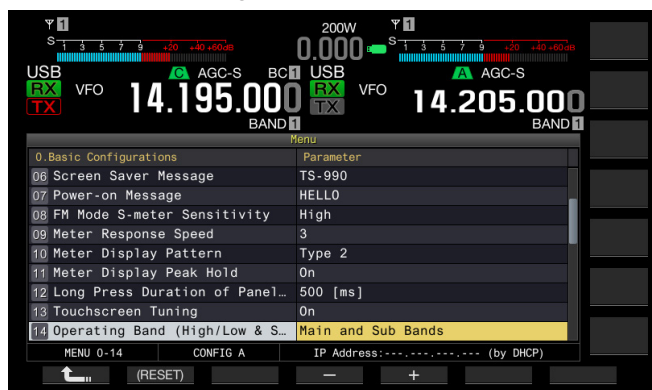 1 200W 1
S 1 3 5 7 9 +20 +40 +60dB 0.000 S 1 3 5 7 9 +20 +40 +60dB
USB C AGC-S BC 1 USB A AGC-S
RX VFO 14.195.000 RX VFO 14.205.000
TX TX
BAND 1 BAND 1
Menu
0.Basic Configurations Parameter
06 Screen Saver Message TS-990
07 Power-on Message HELLO
08 FM Mode S-meter Sensitivity High
09 Meter Response Speed 3
10 Meter Display Pattern Type 2
11 Meter Display Peak Hold On
12 Long Press Duration of Panel… 500 [ms]
13 Touchscreen Tuning On
14 Operating Band (High/Low & S… Main and Sub Bands
MENU 0-14 CONFIG A IP Address:---.---.---.--- (by DHCP)
(RESET) − +